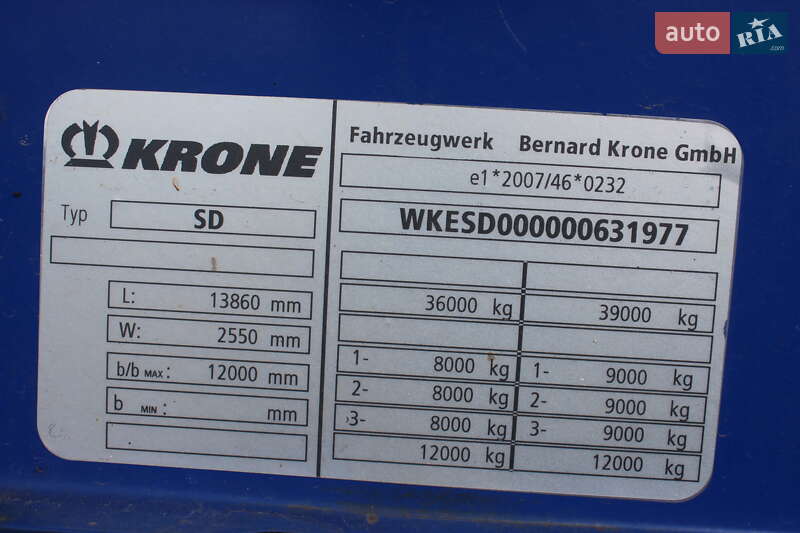 auto RIA.com
KRONE
Typ SD
L: 13860 mm
W: 2550 mm
b/b MAX: 12000 mm
b MIN: mm
Fahrzeugwerk Bernard Krone GmbH
e1*2007/46*0232
WKESD000000631977
36000 kg 39000 kg
1- 8000 kg 1- 9000 kg
2- 8000 kg 2- 9000 kg
3- 8000 kg 3- 9000 kg
12000 kg 12000 kg